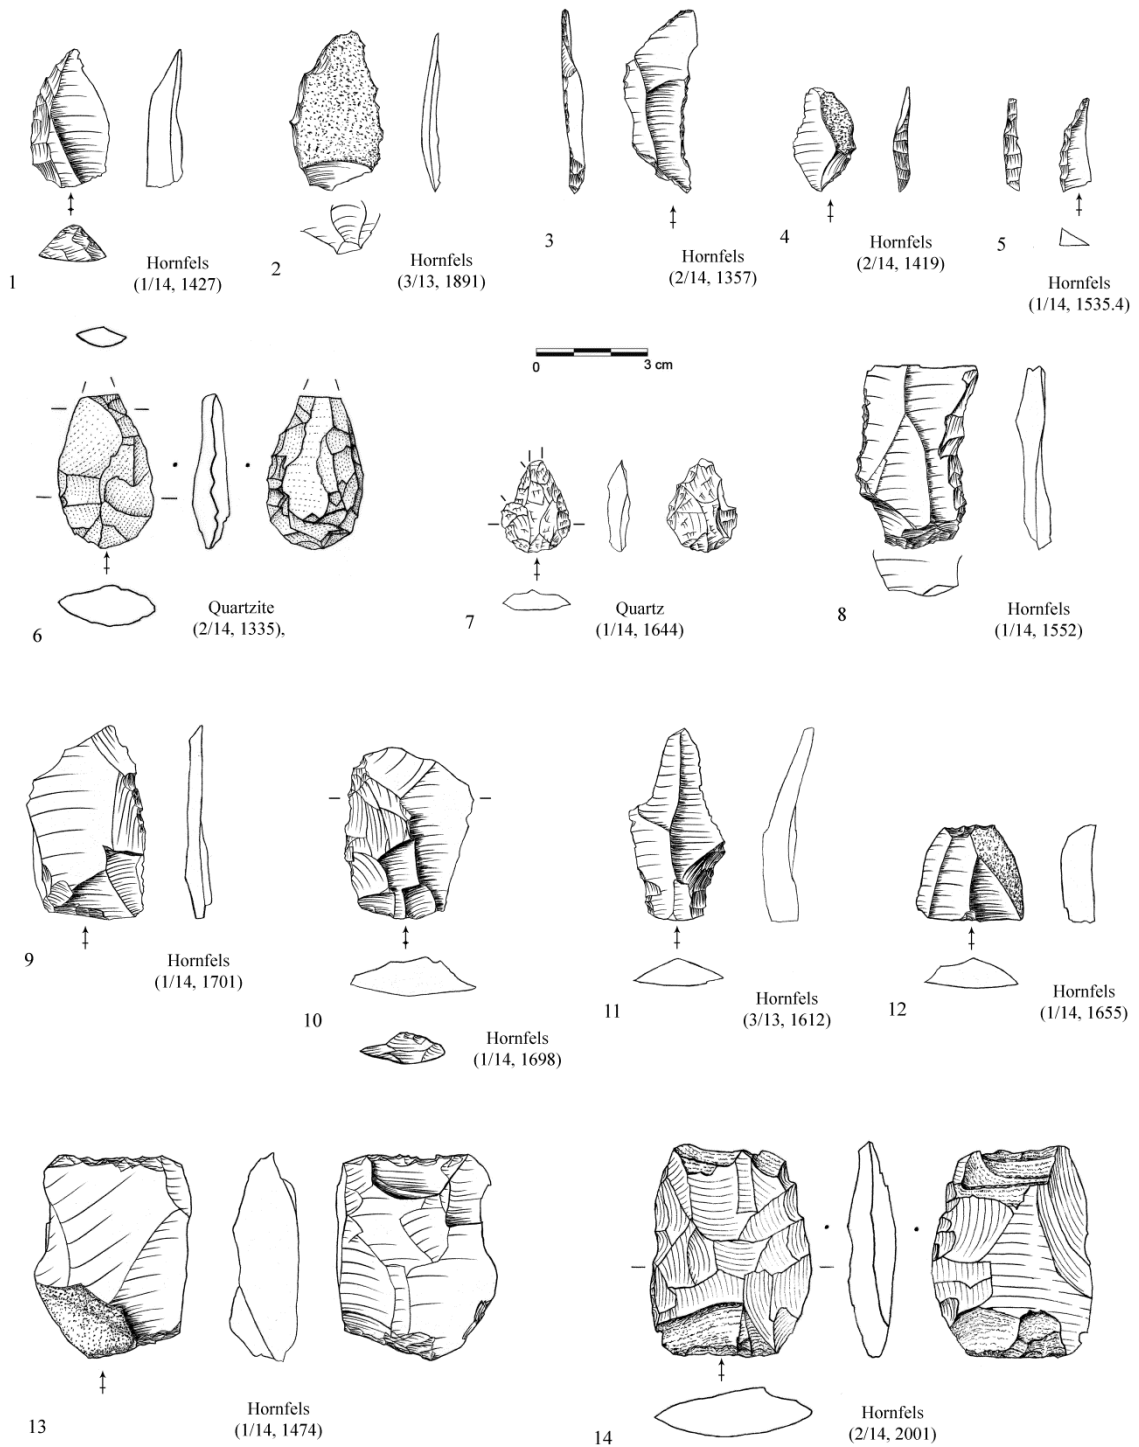 1
Hornfels
(1/14, 1427)
2
Hornfels
(3/13, 1891)
3
Hornfels
(2/14, 1357)
4
Hornfels
(2/14, 1419)
5
Hornfels
(1/14, 1535.4)
0
3 cm
6
Quartzite
(2/14, 1335),
7
Quartz
(1/14, 1644)
8
Hornfels
(1/14, 1552)
9
Hornfels
(1/14, 1701)
10
Hornfels
(1/14, 1698)
11
Hornfels
(3/13, 1612)
12
Hornfels
(1/14, 1655)
13
Hornfels
(1/14, 1474)
14
Hornfels
(2/14, 2001)